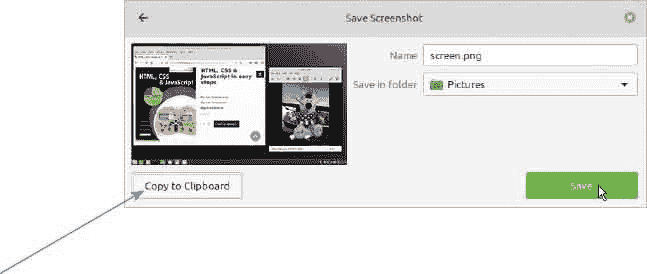 Save Screenshot
HTML, CSS
& JavaScript
HTML, CSS &
JavaScript in easy
steps
Name
screen.png
Save in folder
Pictures
Copy to Clipboard
Save